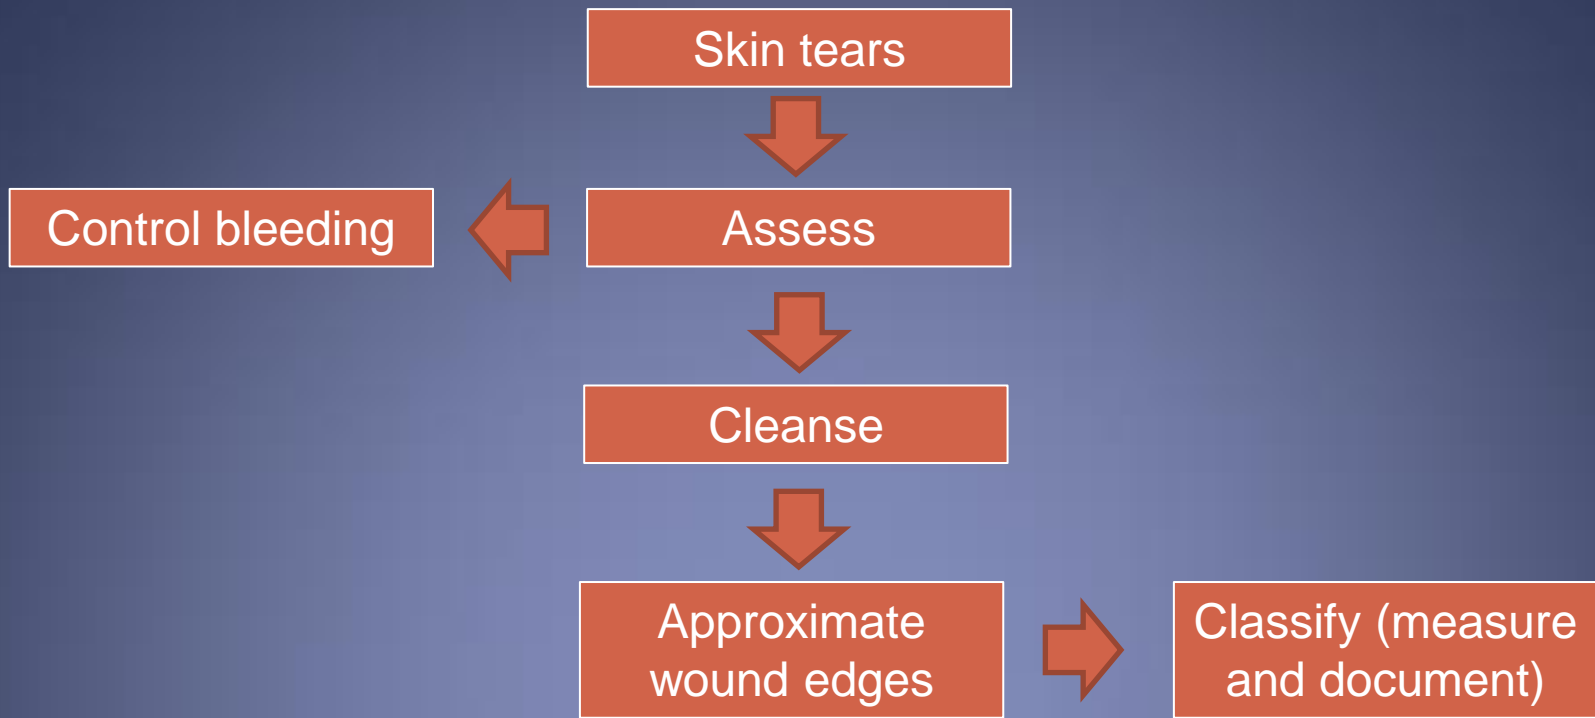 Skin tears
Control bleeding
Assess
Cleanse
Approximate
wound edges
Classify (measure
and document)